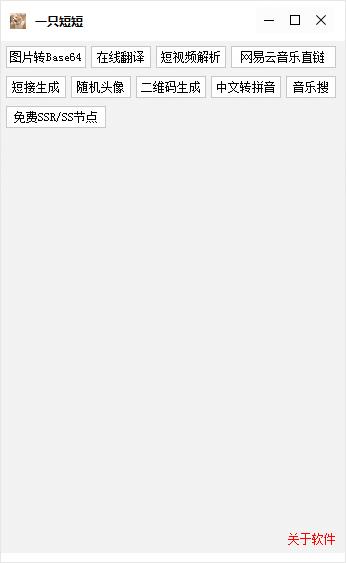 一只短短
图片转Base64 在线翻译 短视频解析 网易云音乐直链
短接生成 随机头像 二维码生成 中文转拼音 音乐搜
免费SSR/SS节点
关于软件